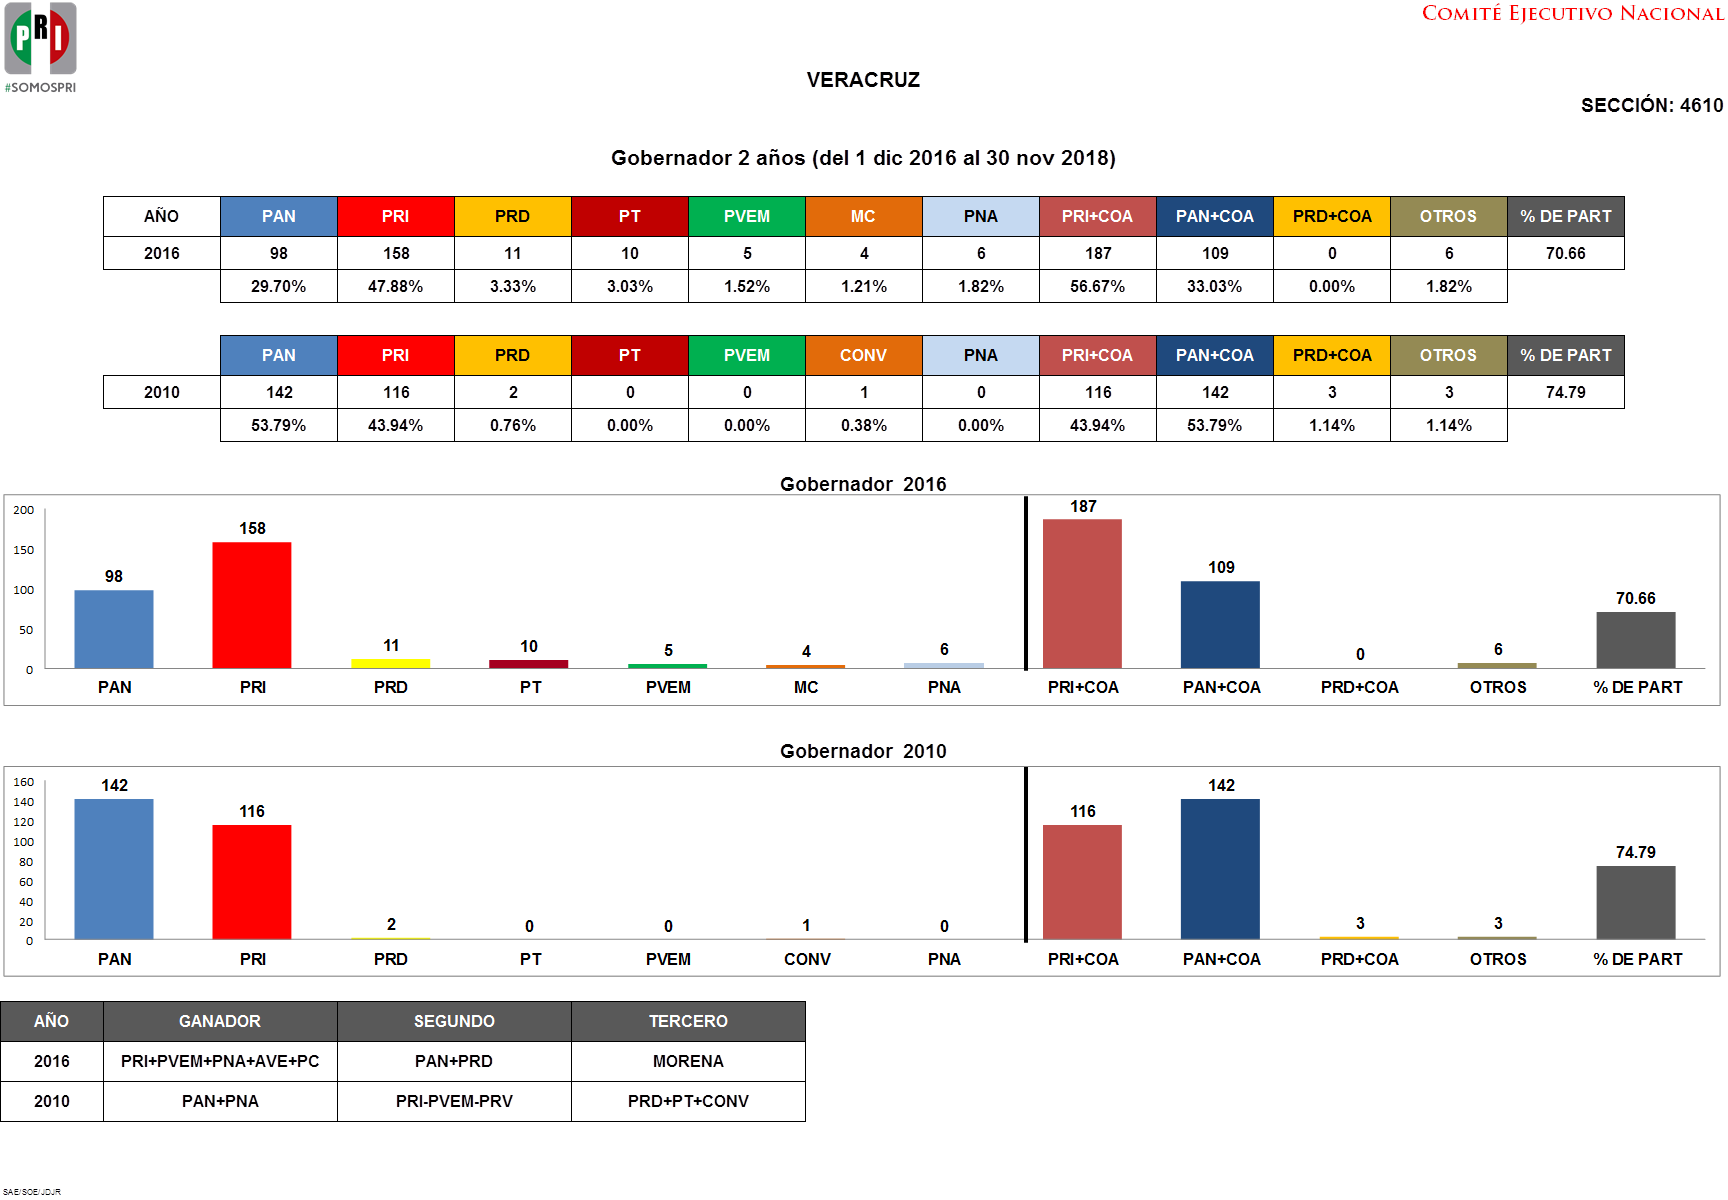 PRI
#SOMOSPRI
COMITÉ EJECUTIVO NACIONAL
VERACRUZ
SECCIÓN: 4610
Gobernador 2 años (del 1 dic 2016 al 30 nov 2018)
AÑO PAN PRI PRD PT PVEM MC PNA PRI+COA PAN+COA PRD+COA OTROS % DE PART
2016 98 158 11 10 5 4 6 187 109 0 6 70.66
29.70% 47.88% 3.33% 3.03% 1.52% 1.21% 1.82% 56.67% 33.03% 0.00% 1.82%
PAN PRI PRD PT PVEM CONV PNA PRI+COA PAN+COA PRD+COA OTROS % DE PART
2010 142 116 2 0 0 1 0 116 142 3 3 74.79
53.79% 43.94% 0.76% 0.00% 0.00% 0.38% 0.00% 43.94% 53.79% 1.14% 1.14%
Gobernador 2016
200
150
100
50
0
98 158 11 10 5 4 6 187 109 0 6 70.66
PAN PRI PRD PT PVEM MC PNA PRI+COA PAN+COA PRD+COA OTROS % DE PART
Gobernador 2010
160
140
120
100
80
60
40
20
0
142 116 2 0 0 1 0 116 142 3 3 74.79
PAN PRI PRD PT PVEM CONV PNA PRI+COA PAN+COA PRD+COA OTROS % DE PART
AÑO GANADOR SEGUNDO TERCERO
2016 PRI+PVEM+PNA+AVE+PC PAN+PRD MORENA
2010 PAN+PNA PRI-PVEM-PRV PRD+PT+CONV
SAE/SOE/JDJR